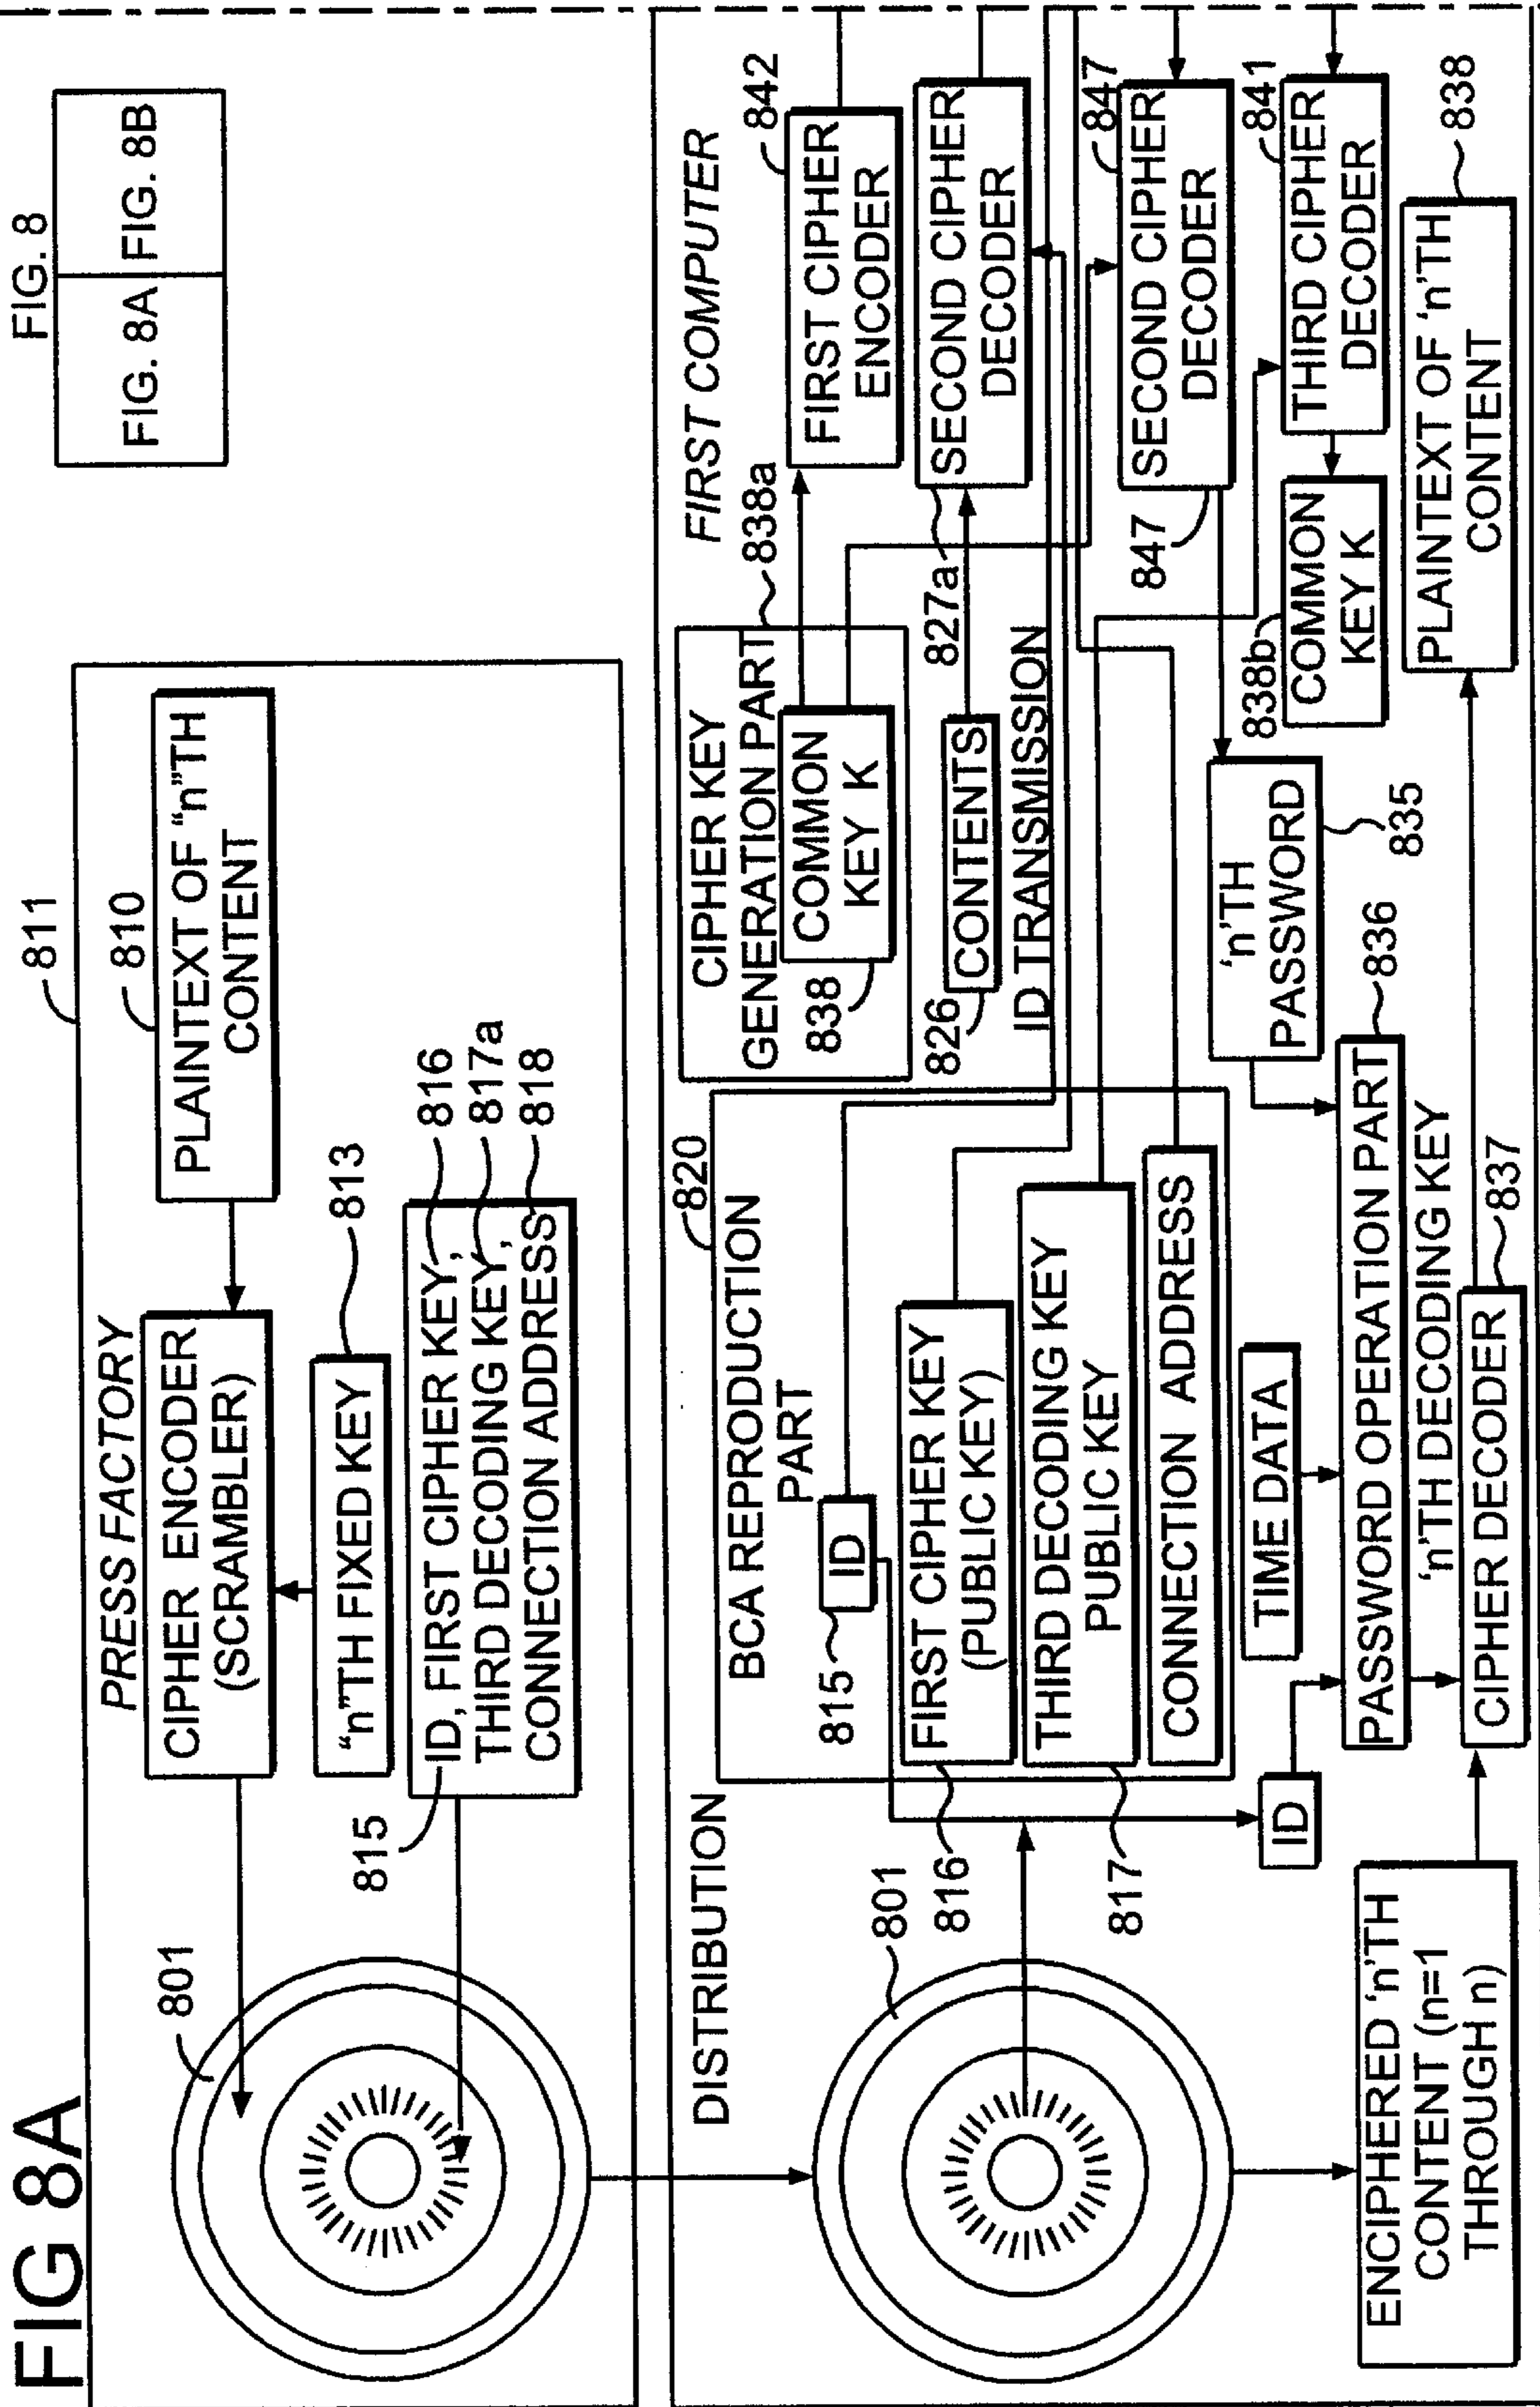 FIG 8A
FIG. 8
FIG. 8A
FIG. 8B
811
810
PLAINTEXT OF "n"TH
CONTENT
PRESS FACTORY
CIPHER ENCODER
(SCRAMBLER)
813
"n"TH FIXED KEY
801
815
ID, FIRST CIPHER KEY,
THIRD DECODING KEY,
CONNECTION ADDRESS
816
817a
818
DISTRIBUTION
801
820
BCA REPRODUCTION
PART
815
ID
FIRST CIPHER KEY
(PUBLIC KEY)
816
THIRD DECODING KEY
PUBLIC KEY
817
CONNECTION ADDRESS
FIRST COMPUTER
CIPHER KEY
GENERATION PART
838a
COMMON
KEY K
838
842
FIRST CIPHER
ENCODER
826
CONTENTS
827a
SECOND CIPHER
DECODER
ID TRANSMISSION
847
SECOND CIPHER
DECODER
847
841
THIRD CIPHER
DECODER
838b
COMMON
KEY K
'n'TH
PASSWORD
835
ID
TIME DATA
PASSWORD OPERATION PART
836
'n'TH DECODING KEY
ENCIPHERED 'n'TH
CONTENT (n=1
THROUGH n)
CIPHER DECODER
837
PLAINTEXT OF 'n'TH
CONTENT
838